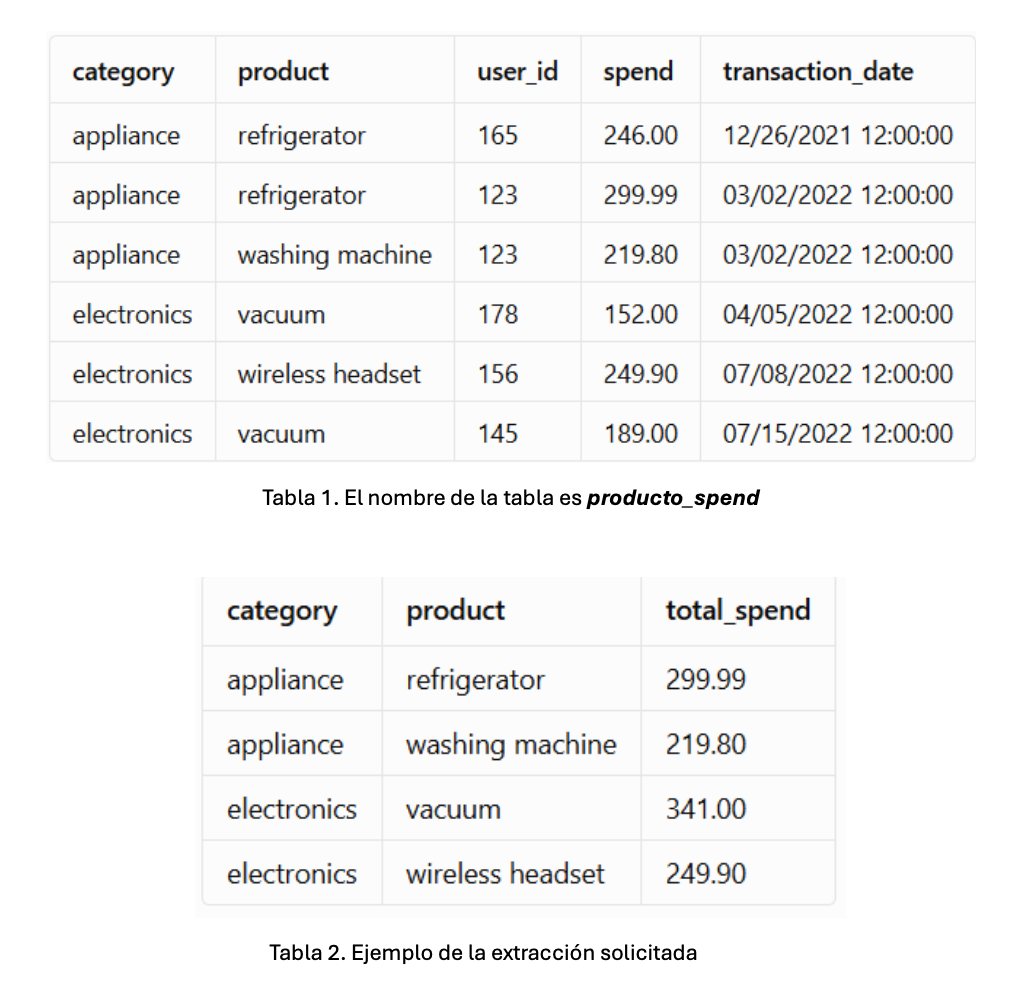 category product user_id spend transaction_date
appliance refrigerator 165 246.00 12/26/2021 12:00:00
appliance refrigerator 123 299.99 03/02/2022 12:00:00
appliance washing machine 123 219.80 03/02/2022 12:00:00
electronics vacuum 178 152.00 04/05/2022 12:00:00
electronics wireless headset 156 249.90 07/08/2022 12:00:00
electronics vacuum 145 189.00 07/15/2022 12:00:00
Tabla 1. El nombre de la tabla es producto_spend
category product total_spend
appliance refrigerator 299.99
appliance washing machine 219.80
electronics vacuum 341.00
electronics wireless headset 249.90
Tabla 2. Ejemplo de la extracción solicitada